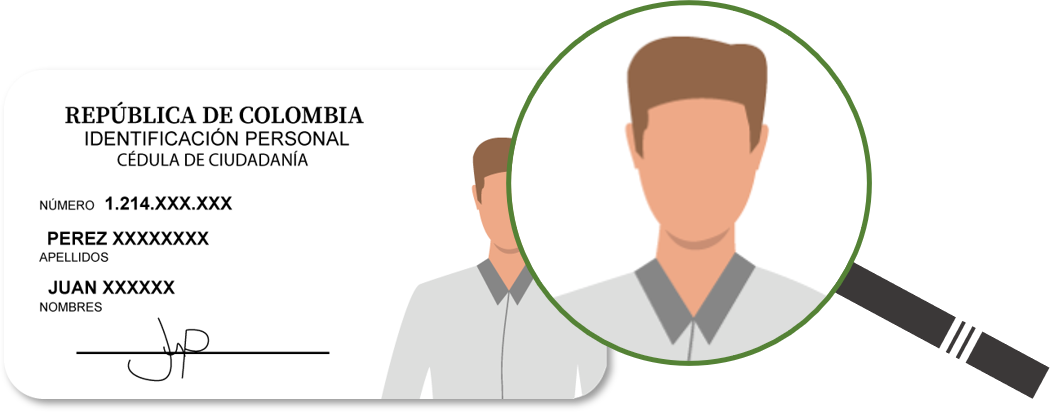 REPÚBLICA DE COLOMBIA
IDENTIFICACIÓN PERSONAL
CÉDULA DE CIUDADANÍA
NÚMERO 1.214.XXX.XXX
PEREZ XXXXXXXX
APELLIDOS
JUAN XXXXXX
NOMBRES
JP